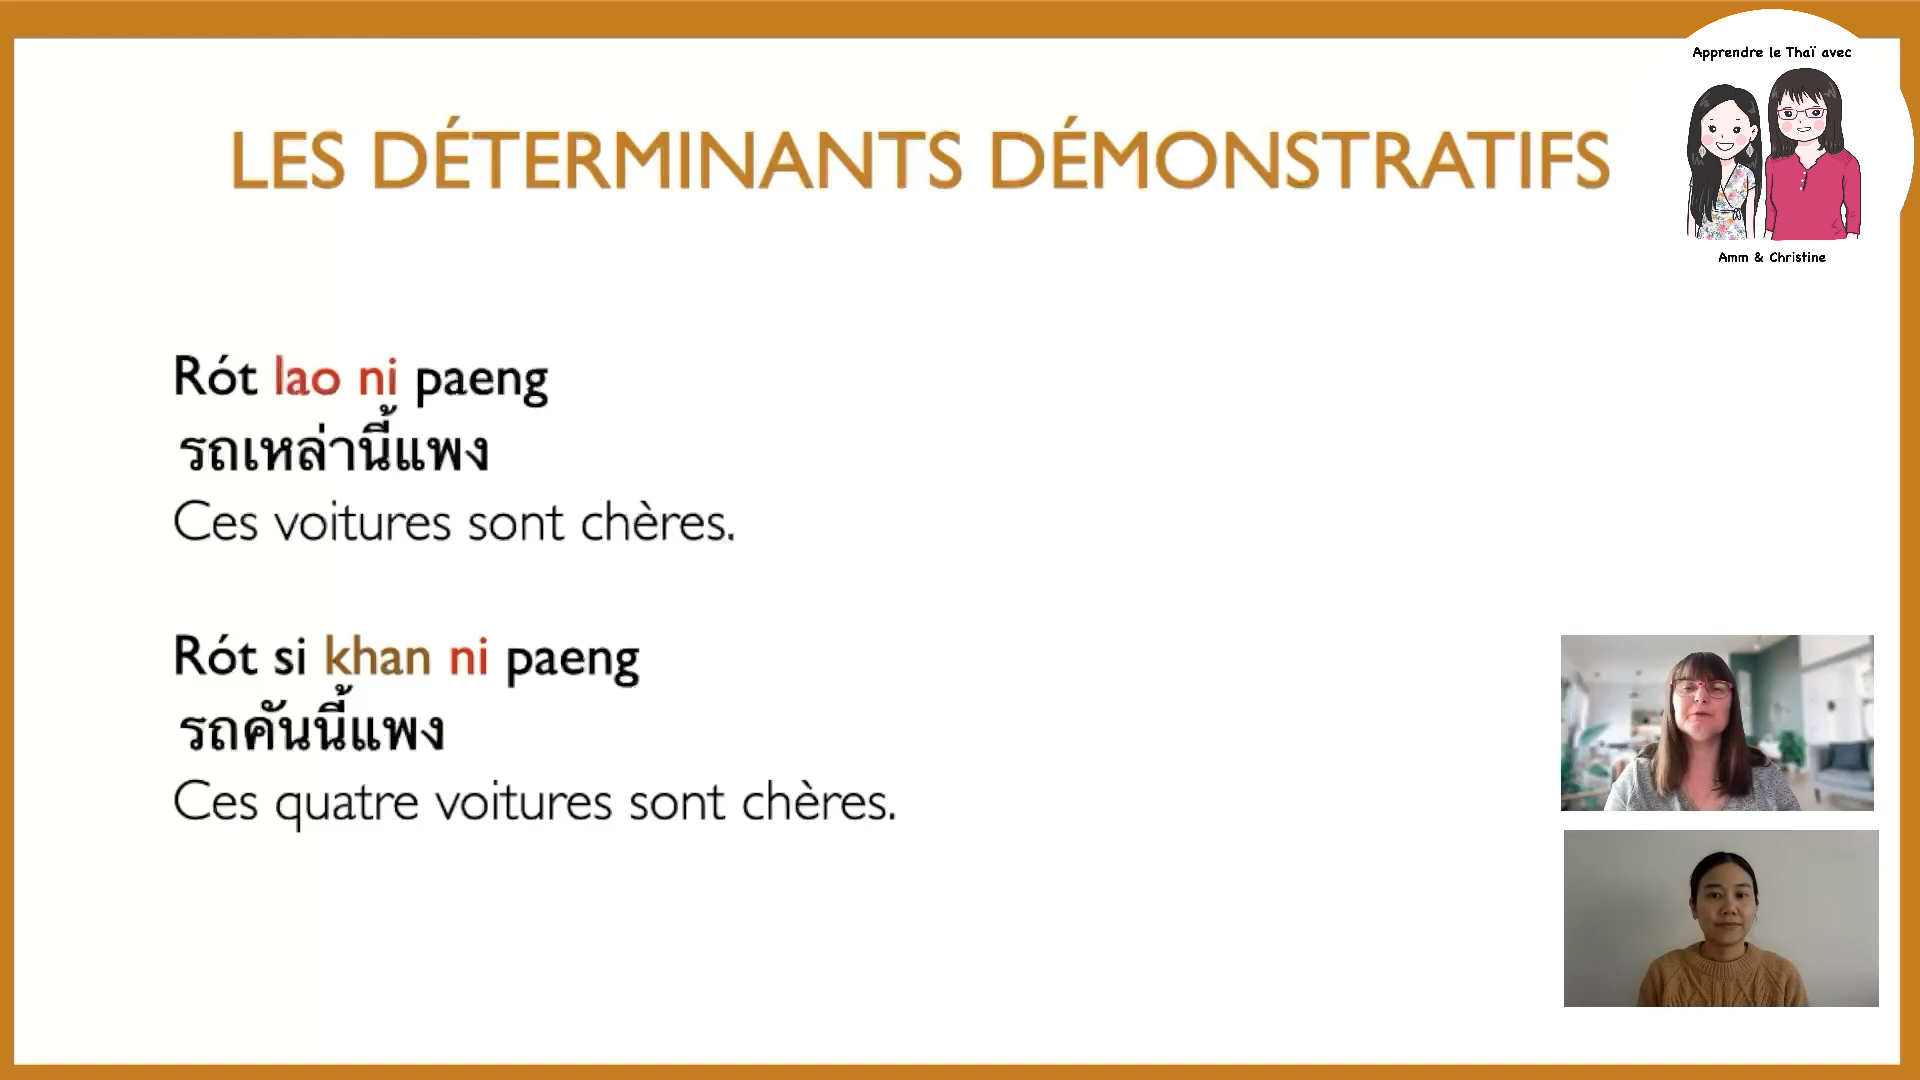 Apprendre le Thaï avec
Amm & Christine
LES DÉTERMINANTS DÉMONSTRATIFS
Rót lao ni paeng
รถเหล่านี้แพง
Ces voitures sont chères.
Rót si khan ni paeng
รถคันนี้แพง
Ces quatre voitures sont chères.